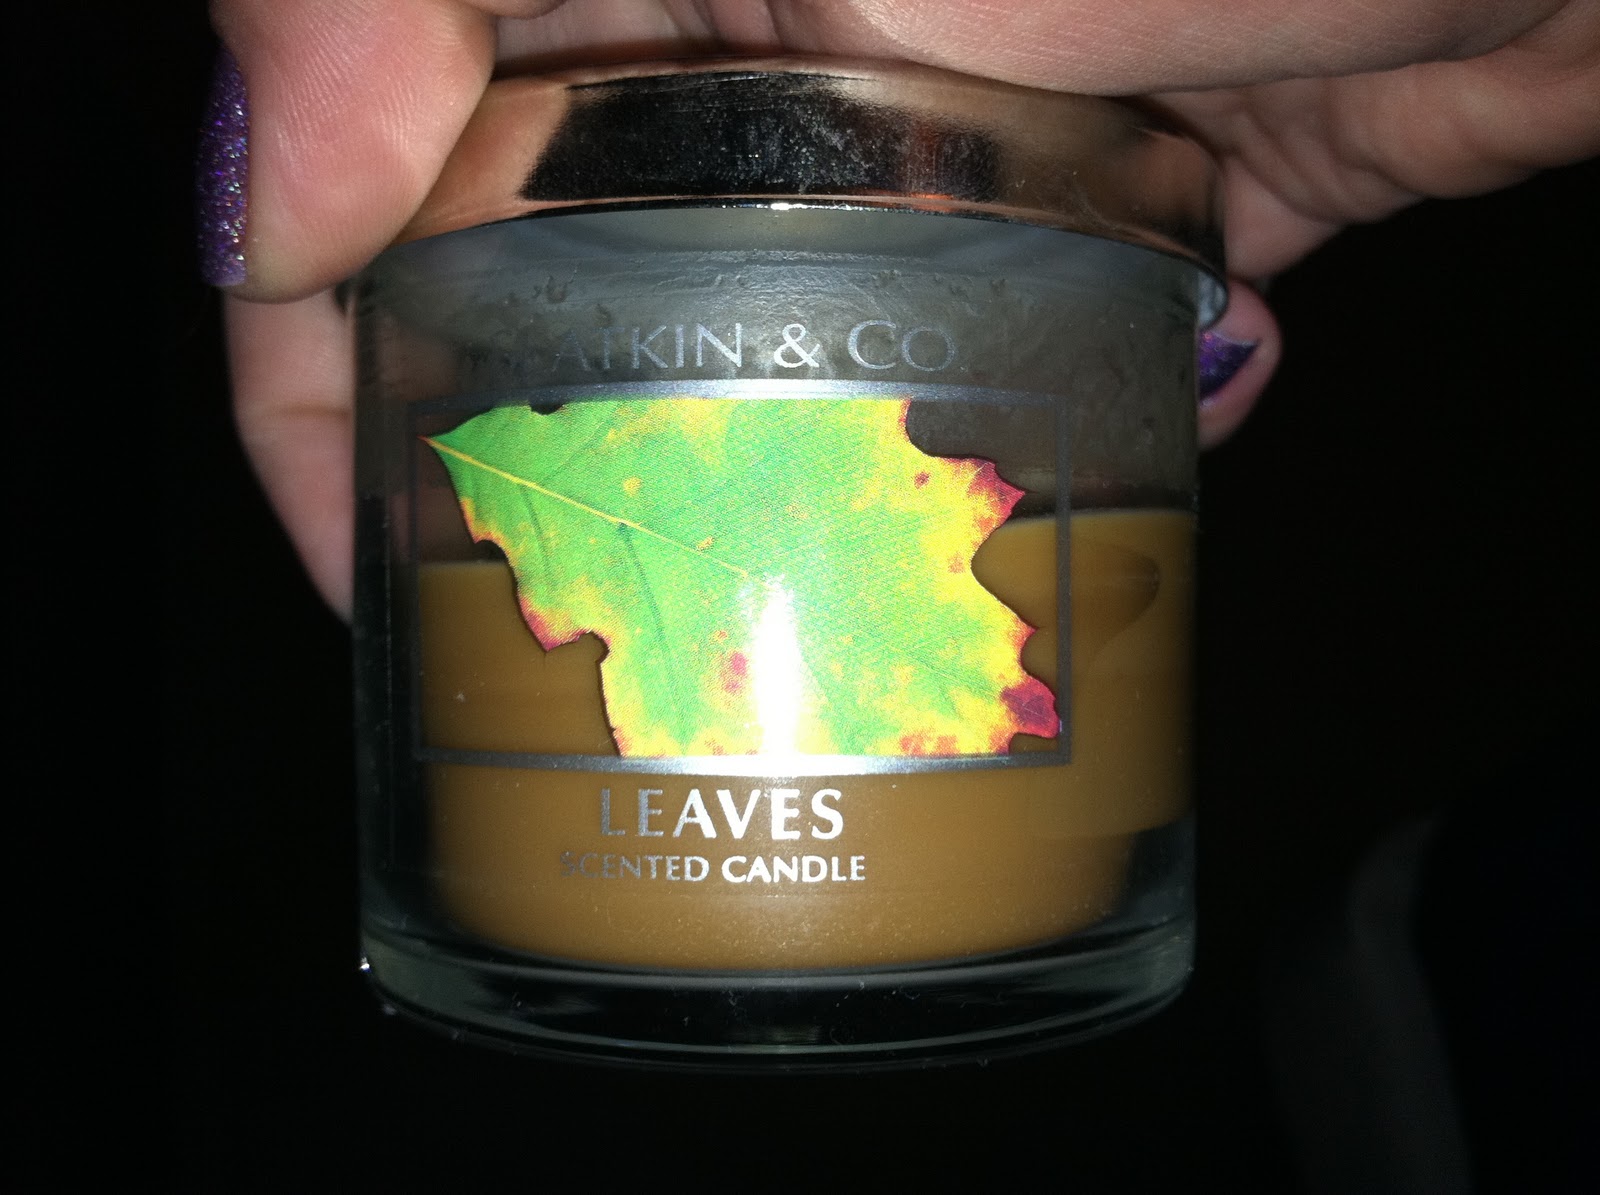 ATKIN & CO.
LEAVES
SCENTED CANDLE